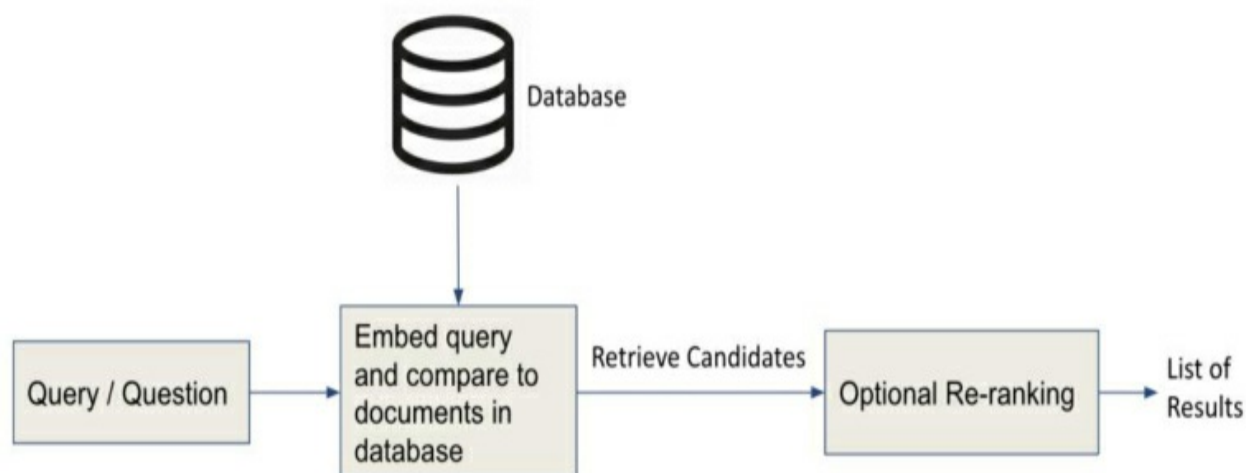 Database
Query / Question
Embed query
and compare to
documents in
database
Retrieve Candidates
Optional Re-ranking
List of
Results